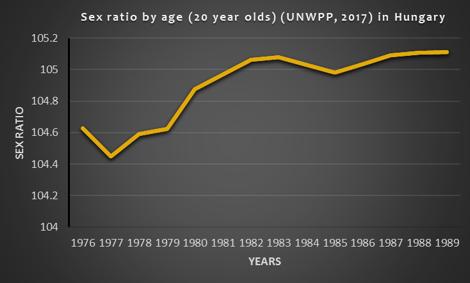 Sex ratio by age (20 year olds) (UNWPP, 2017) in Hungary
105.2
105
104.8
104.6
104.4
104.2
104
SEX RATIO
1976 1977 1978 1979 1980 1981 1982 1983 1984 1985 1986 1987 1988 1989
YEARS